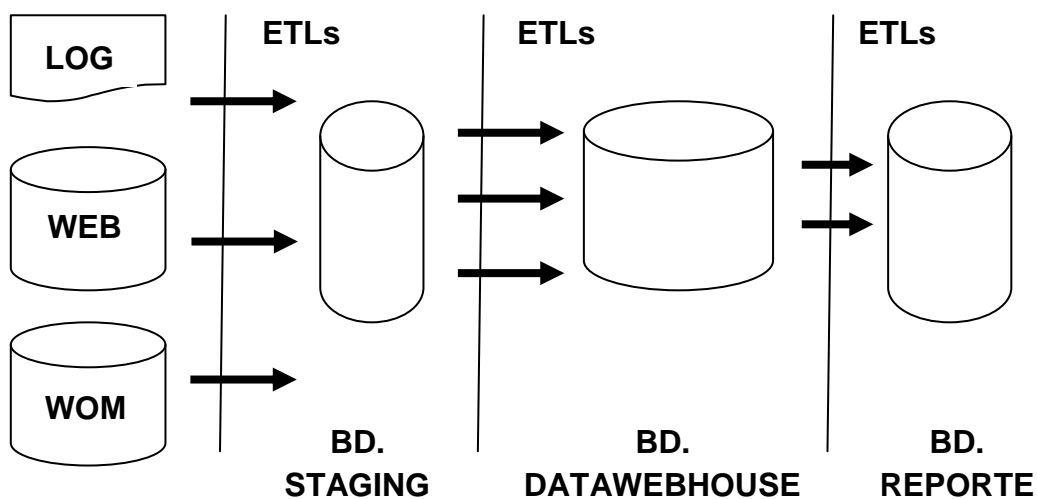 LOG
WEB
WOM
ETLs
ETLs
ETLs
BD.
STAGING
BD.
DATAWEBHOUSE
BD.
REPORTE